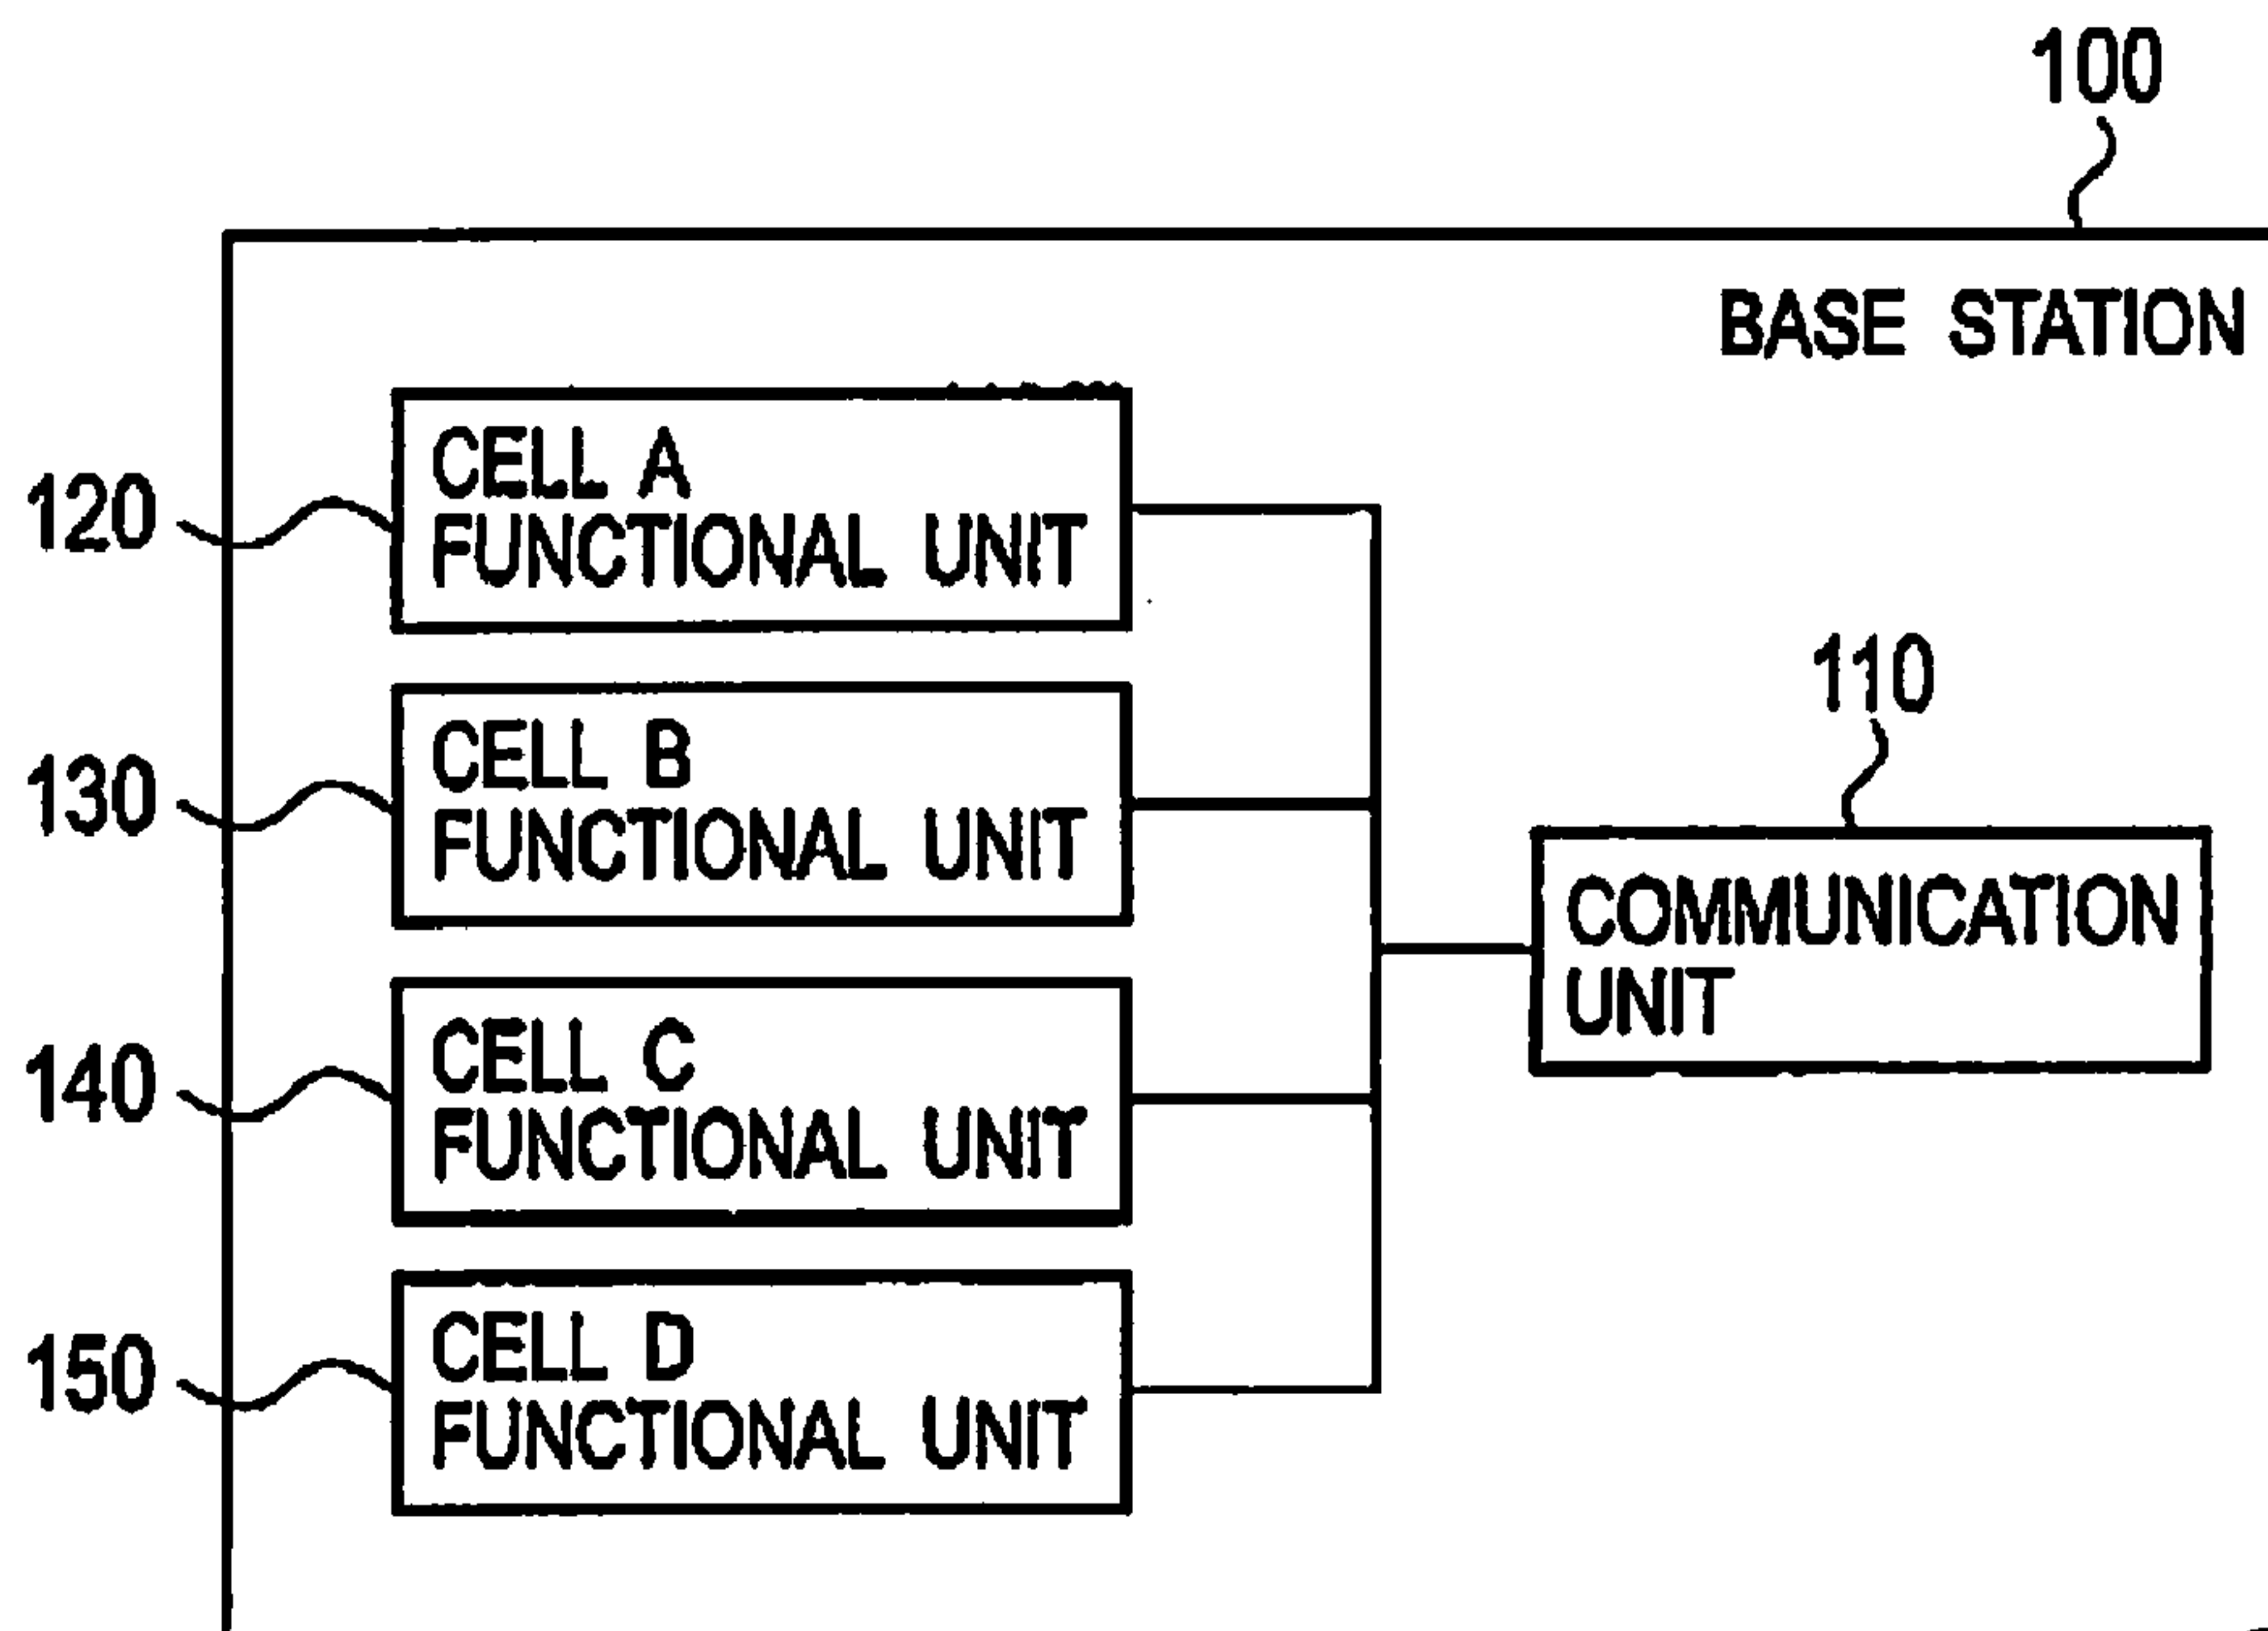 100
BASE STATION
120
CELL A
FUNCTIONAL UNIT
110
130
CELL B
FUNCTIONAL UNIT
COMMUNICATION
UNIT
140
CELL C
FUNCTIONAL UNIT
150
CELL D
FUNCTIONAL UNIT